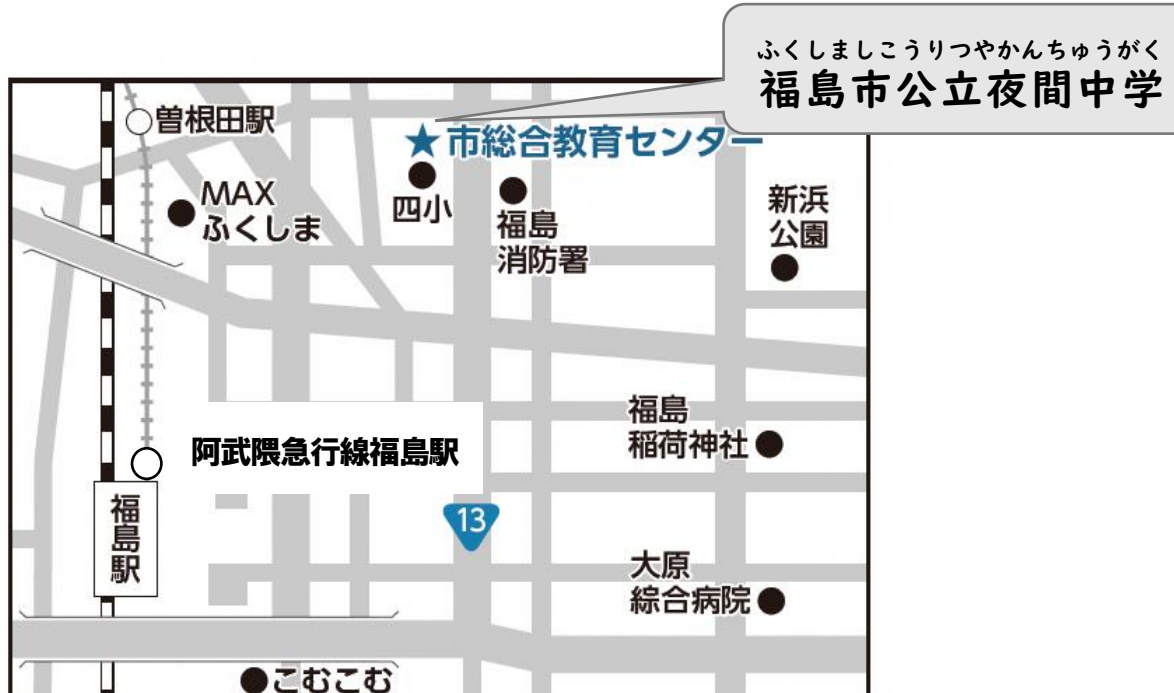 ふくしましこうりつやかんちゅうがく
福島市公立夜間中学
曽根田駅
★市総合教育センター
MAX
ふくしま
四小
福島
消防署
新浜
公園
福島
稲荷神社
阿武隈急行線福島駅
福島駅
13
大原
綜合病院
こむこむ